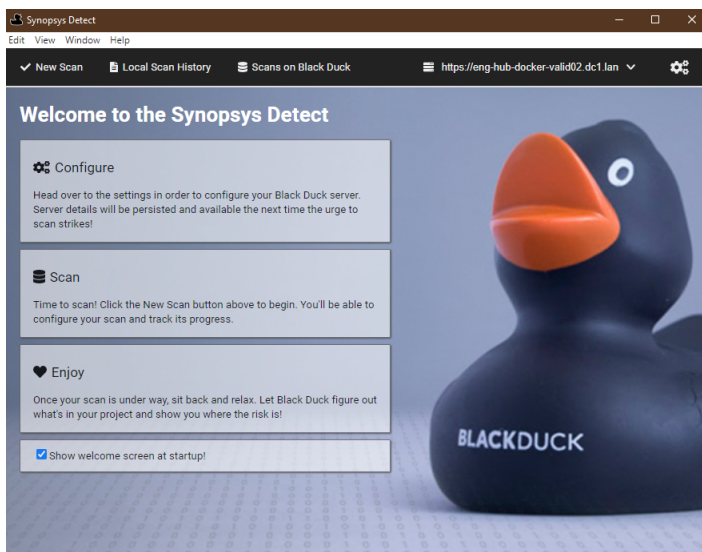 Synopsys Detect
Edit View Window Help
New Scan Local Scan History Scans on Black Duck https://eng-hub-docker-valid02.dc1.lan
Welcome to the Synopsys Detect
Configure
Head over to the settings in order to configure your Black Duck server.
Server details will be persisted and available the next time the urge to
scan strikes!
Scan
Time to scan! Click the New Scan button above to begin. You'll be able to
configure your scan and track its progress.
Enjoy
Once your scan is under way, sit back and relax. Let Black Duck figure out
what's in your project and show you where the risk is!
Show welcome screen at startup!
BLACKDUCK